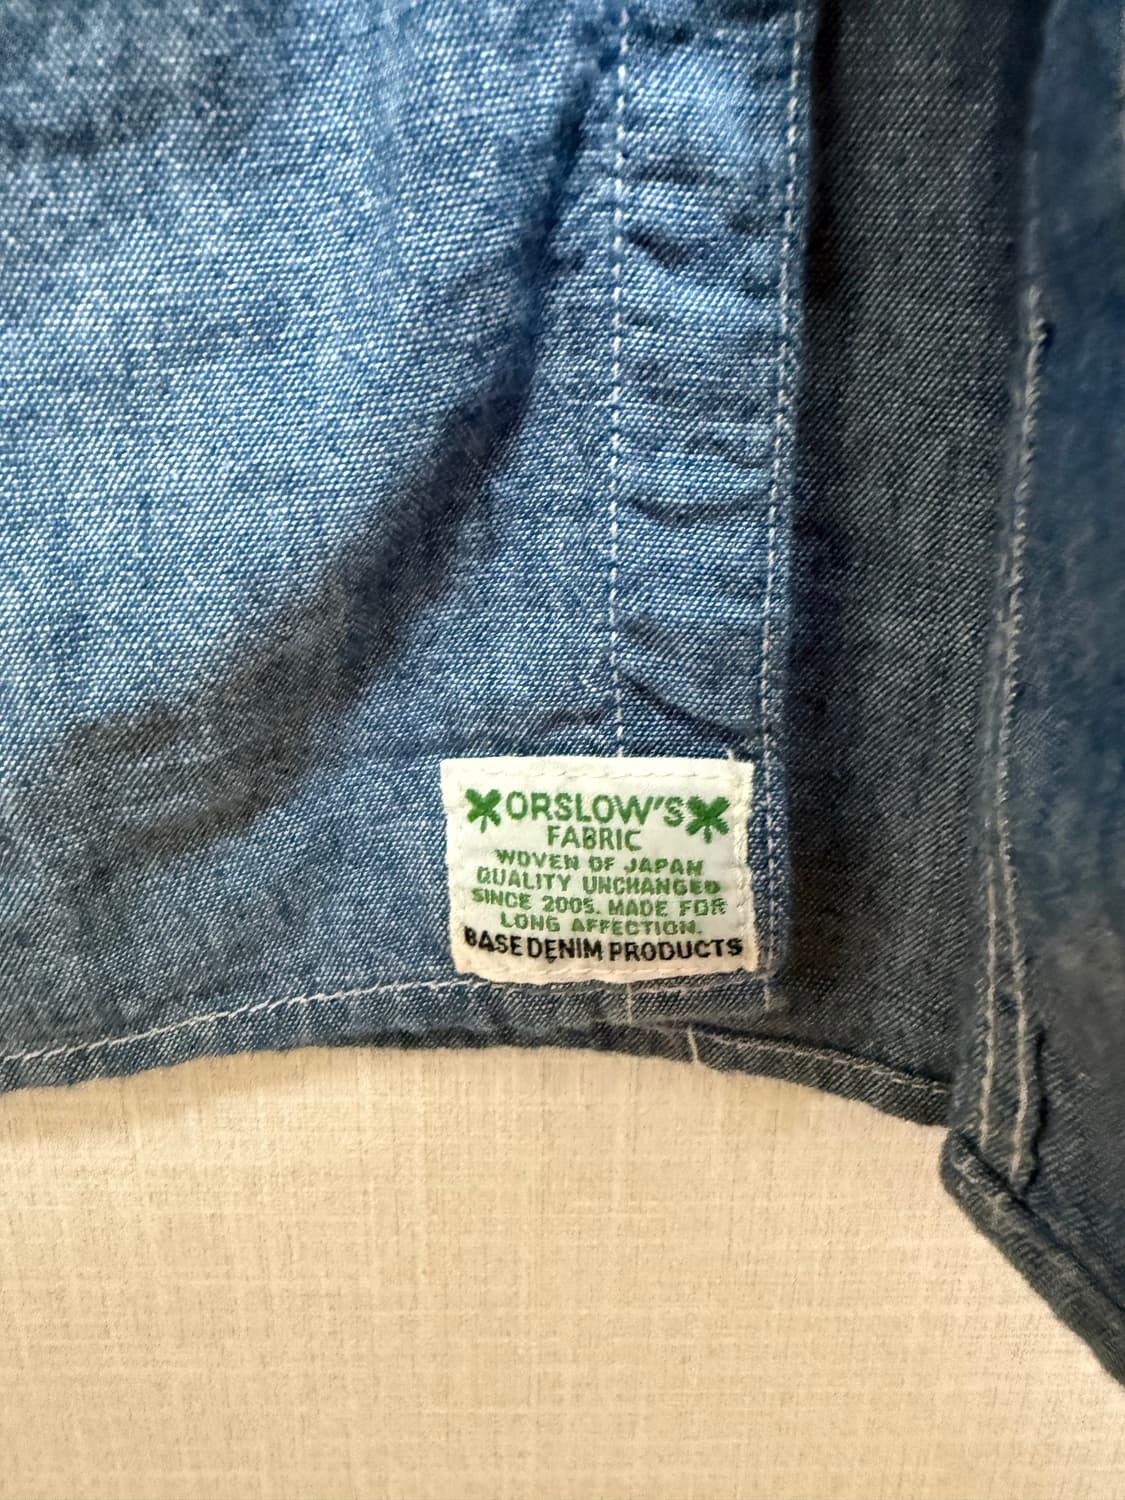 ORSLOW'S
FABRIC
WOVEN OF JAPAN
QUALITY UNCHANGED
SINCE 2005. MADE FOR
LONG AFFECTION.
BASE DENIM PRODUCTS